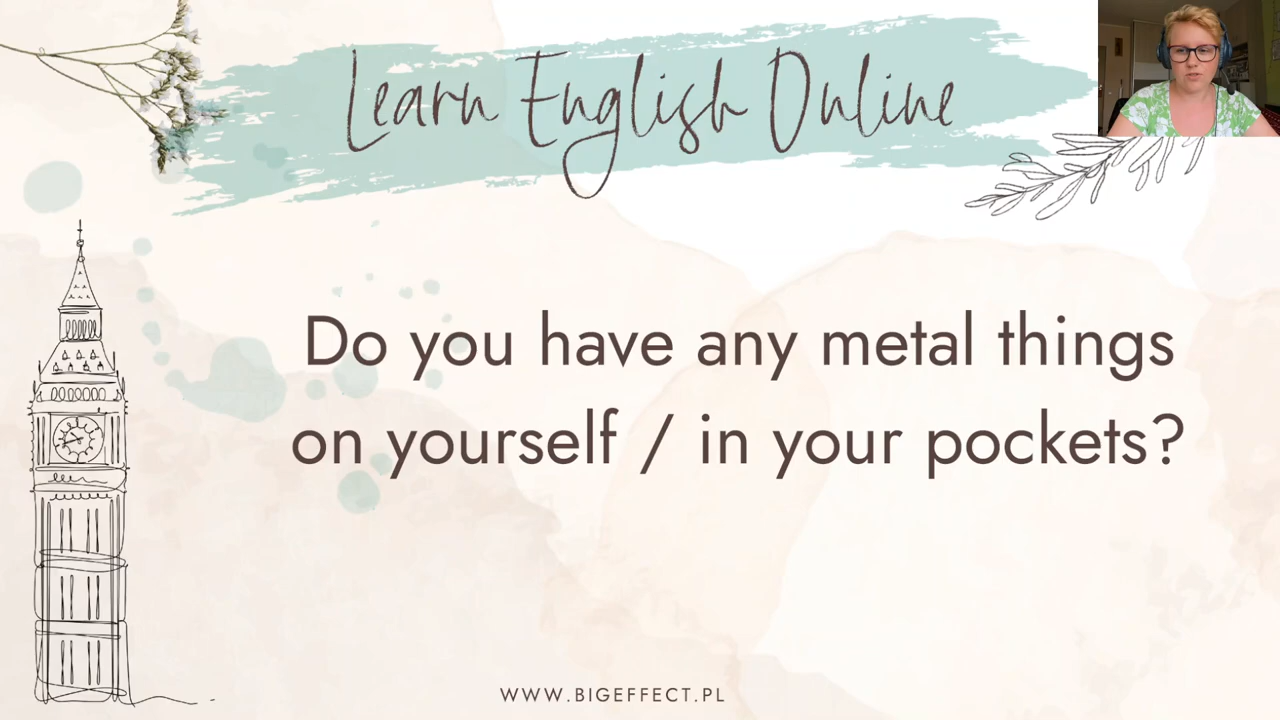 Learn English Online
Do you have any metal things
on yourself / in your pockets?
WWW.BIGEFFECT.PL